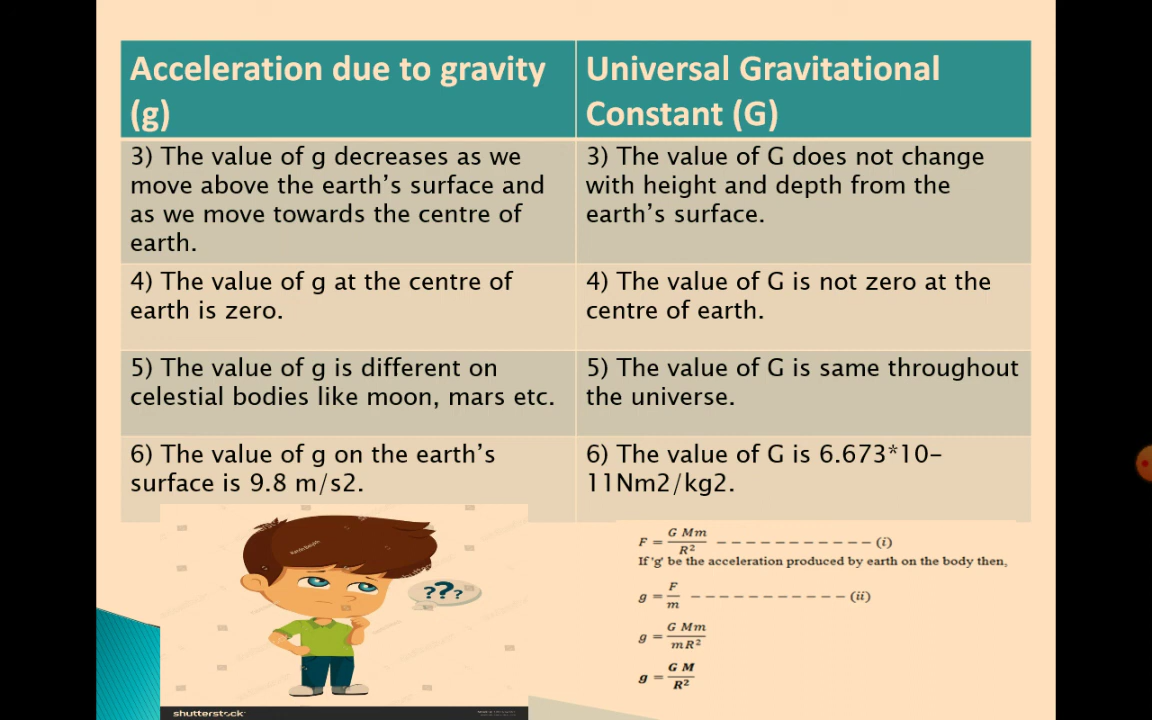 Acceleration due to gravity
(g)
Universal Gravitational
Constant (G)
3) The value of g decreases as we
move above the earth's surface and
as we move towards the centre of
earth.
3) The value of G does not change
with height and depth from the
earth's surface.
4) The value of g at the centre of
earth is zero.
4) The value of G is not zero at the
centre of earth.
5) The value of g is different on
celestial bodies like moon, mars etc.
5) The value of G is same throughout
the universe.
6) The value of g on the earth's
surface is 9.8 m/s2.
6) The value of G is 6.673*10-
11Nm2/kg2.
???
shutterstock
F = G Mm / R² ----------- (i)
If 'g' be the acceleration produced by earth on the body then,
g = F / m ----------- (ii)
g = G Mm / mR²
g = G M / R²